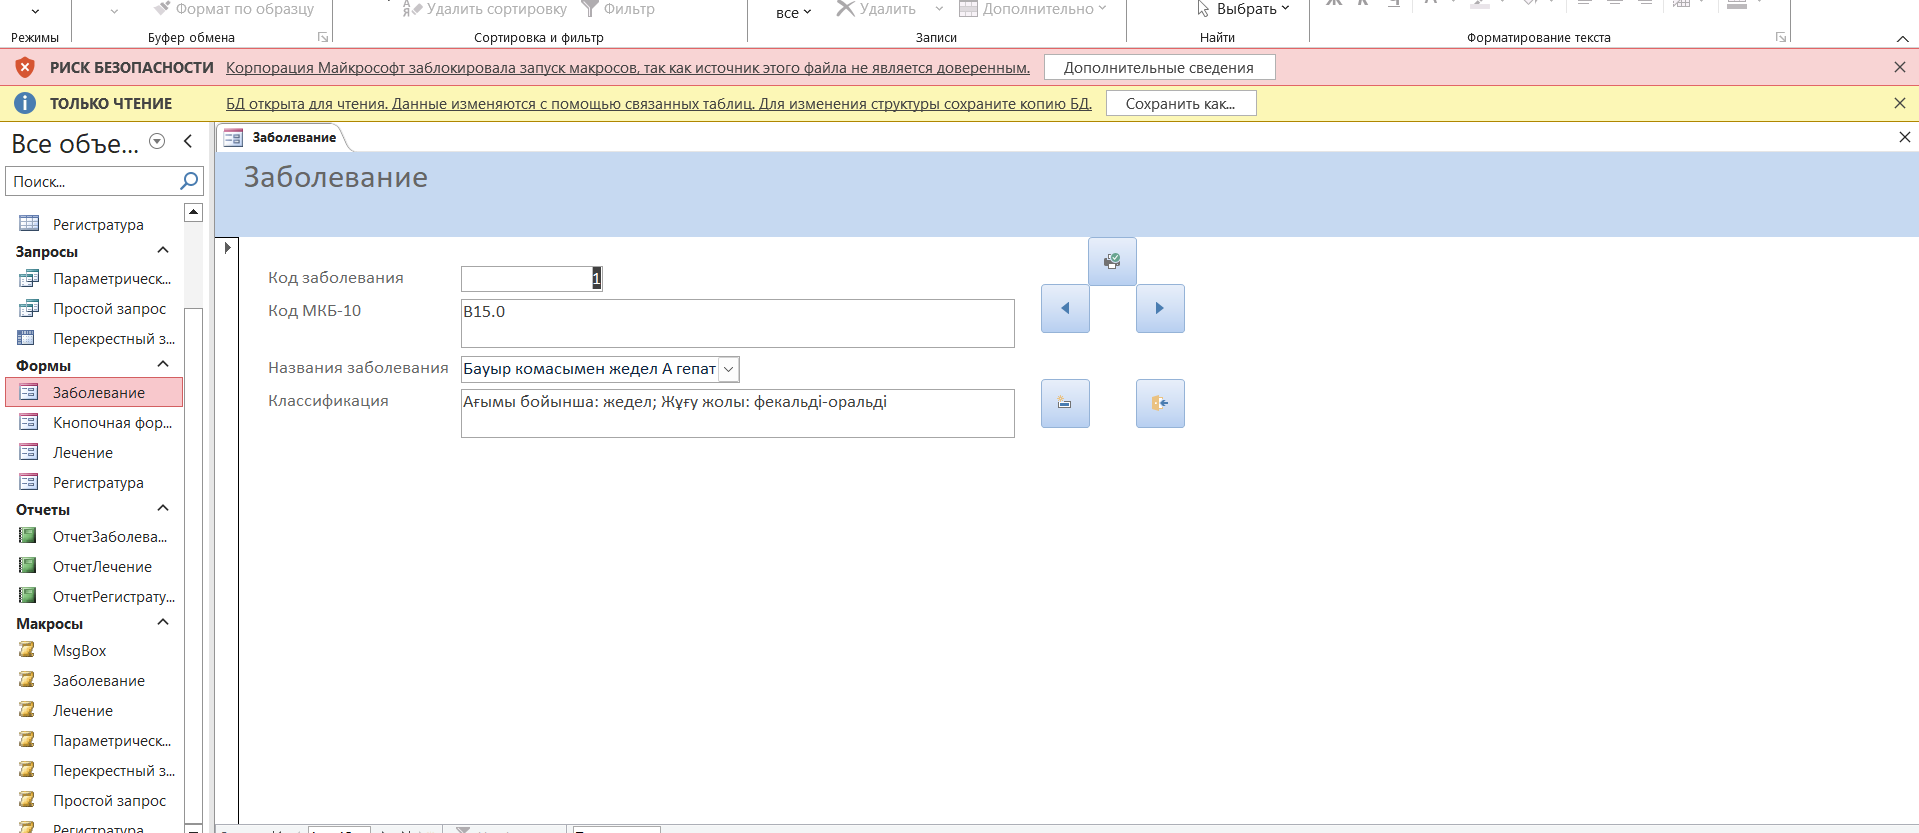 Формат по образцу
Удалить сортировку
Фильтр
все
Удалить
Дополнительно
Выбрать
Режимы
Буфер обмена
Сортировка и фильтр
Записи
Найти
Форматирование текста
РИСК БЕЗОПАСНОСТИ Корпорация Майкрософт заблокировала запуск макросов, так как источник этого файла не является доверенным. Дополнительные сведения
ТОЛЬКО ЧТЕНИЕ БД открыта для чтения. Данные изменяются с помощью связанных таблиц. Для изменения структуры сохраните копию БД. Сохранить как...
Все объе...
Поиск...
Регистратура
Запросы
Параметрическ...
Простой запрос
Перекрестный з...
Формы
Заболевание
Кнопочная фор...
Лечение
Регистратура
Отчеты
ОтчетЗаболева...
ОтчетЛечение
ОтчетРегистрату...
Макросы
MsgBox
Заболевание
Лечение
Параметрическ...
Перекрестный з...
Простой запрос
Регистратура
Заболевание
Заболевание
Код заболевания 1
Код МКБ-10 B15.0
Названия заболевания Бауыр комасымен жедел А гепат
Классификация Ағымы бойынша: жедел; Жұғу жолы: фекальді-оральді